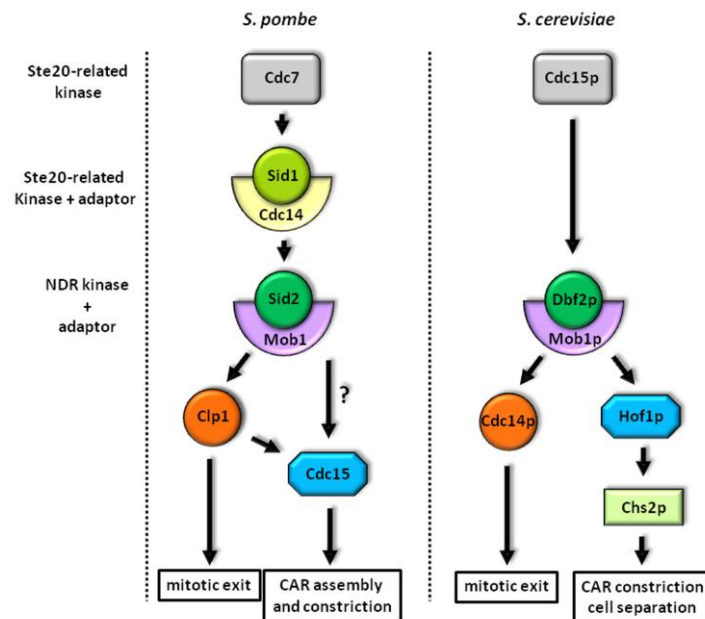 S. pombe
S. cerevisiae
Ste20-related
kinase
Cdc7
Cdc15p
Ste20-related
Kinase + adaptor
Sid1
Cdc14
NDR kinase
+
adaptor
Sid2
Mob1
Dbf2p
Mob1p
?
Clp1
Cdc15
Cdc14p
Hof1p
Chs2p
mitotic exit
CAR assembly
and constriction
mitotic exit
CAR constriction
cell separation